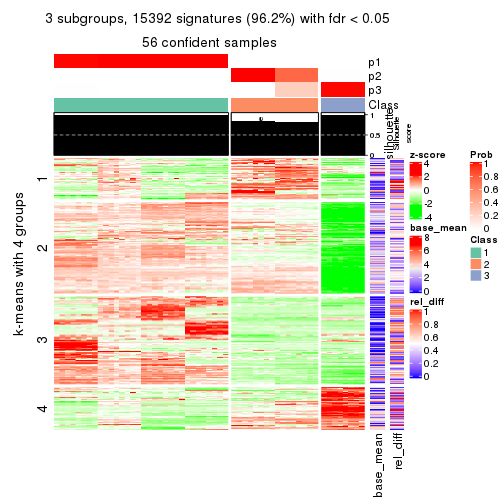 3 subgroups, 15392 signatures (96.2%) with fdr < 0.05
56 confident samples
p1
p2
p3
Class
1
0.5
0
silhouette
Silhouette
score
k-means with 4 groups
1
2
3
4
base_mean
rel_diff
z-score
4
2
0
-2
-4
base_mean
8
6
4
2
0
rel_diff
1
0.8
0.6
0.4
0.2
0
Prob
1
0.8
0.6
0.4
0.2
0
Class
1
2
3